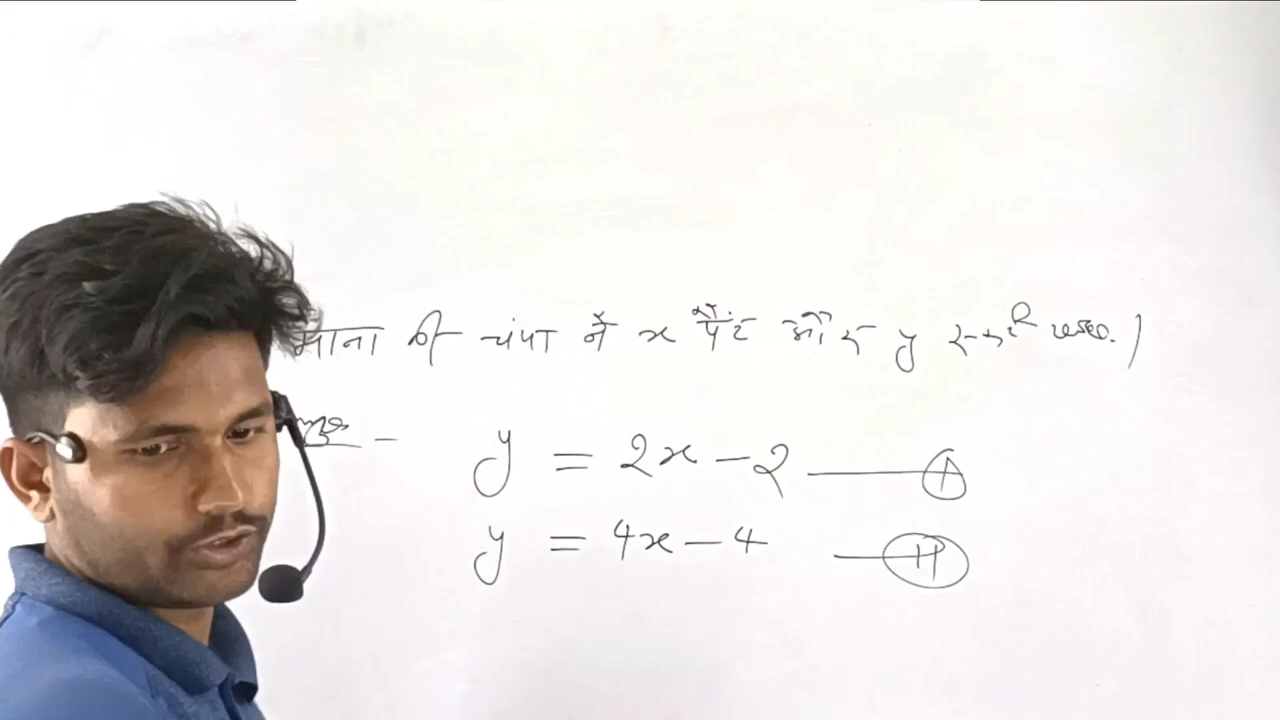 माना की चंपा ने x पैंट और y स्कर्ट
y = 2x - 2 —— I
y = 4x - 4 —— II